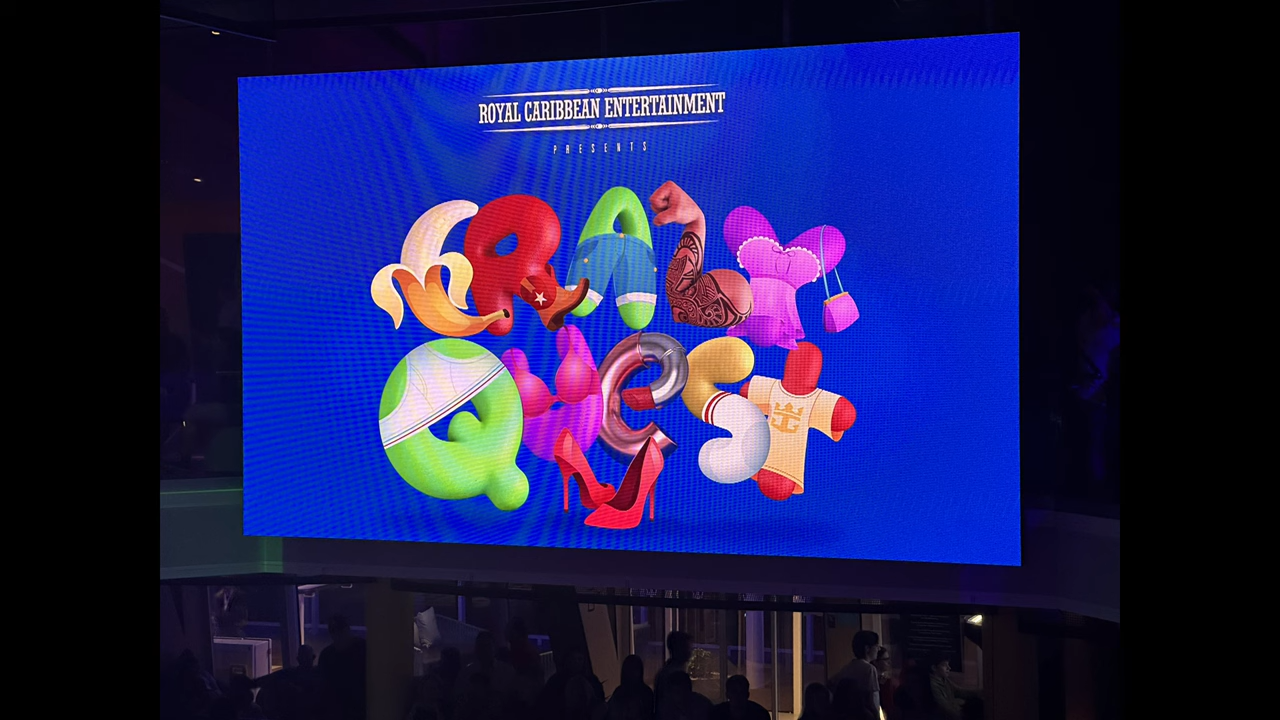 ROYAL CARIBBEAN ENTERTAINMENT
PRESENTS
CRAZY
QUEST